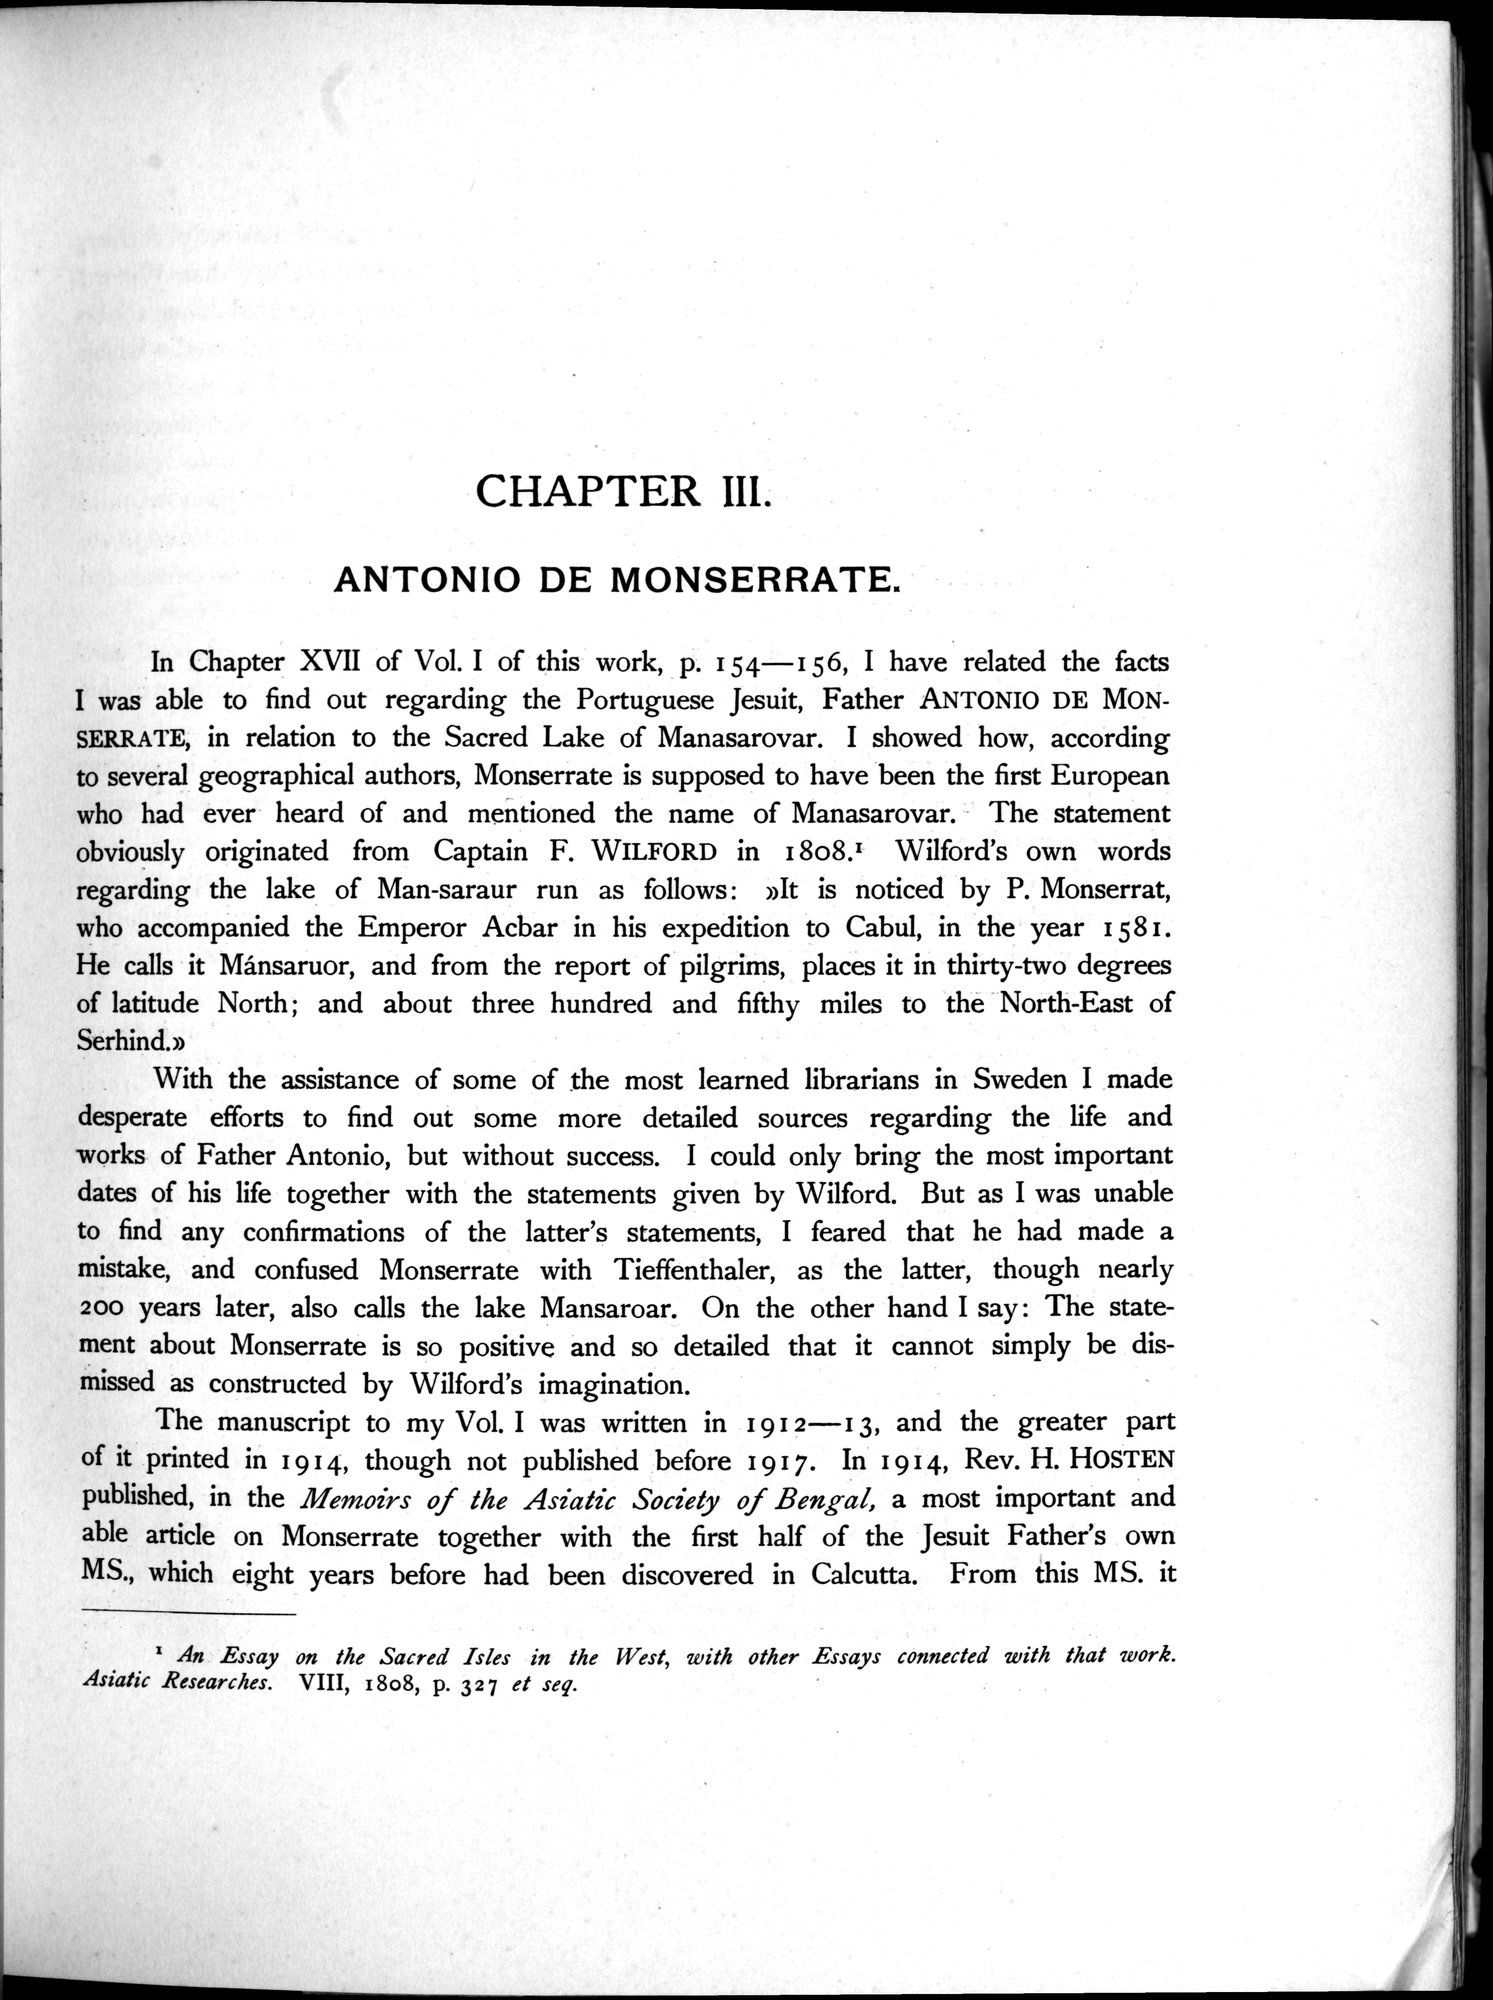 CHAPTER III.
ANTONIO DE MONSERRATE.
In Chapter XVII of Vol. I of this work, p. 154—156, I have related the facts
I was able to find out regarding the Portuguese Jesuit, Father ANTONIO DE MON-
SERRATE, in relation to the Sacred Lake of Manasarovar. I showed how, according
to several geographical authors, Monserrate is supposed to have been the first European
who had ever heard of and mentioned the name of Manasarovar. The statement
obviously originated from Captain F. WILFORD in 1808.¹ Wilford's own words
regarding the lake of Man-saraur run as follows: »It is noticed by P. Monserrat,
who accompanied the Emperor Acbar in his expedition to Cabul, in the year 1581.
He calls it Mánsaruor, and from the report of pilgrims, places it in thirty-two degrees
of latitude North; and about three hundred and fifthy miles to the North-East of
Serhind.»
With the assistance of some of the most learned librarians in Sweden I made
desperate efforts to find out some more detailed sources regarding the life and
works of Father Antonio, but without success. I could only bring the most important
dates of his life together with the statements given by Wilford. But as I was unable
to find any confirmations of the latter's statements, I feared that he had made a
mistake, and confused Monserrate with Tieffenthaler, as the latter, though nearly
200 years later, also calls the lake Mansaroar. On the other hand I say: The state-
ment about Monserrate is so positive and so detailed that it cannot simply be dis-
missed as constructed by Wilford's imagination.
The manuscript to my Vol. I was written in 1912—13, and the greater part
of it printed in 1914, though not published before 1917. In 1914, Rev. H. HOSTEN
published, in the Memoirs of the Asiatic Society of Bengal, a most important and
able article on Monserrate together with the first half of the Jesuit Father's own
MS., which eight years before had been discovered in Calcutta. From this MS. it
¹ An Essay on the Sacred Isles in the West, with other Essays connected with that work.
Asiatic Researches. VIII, 1808, p. 327 et seq.